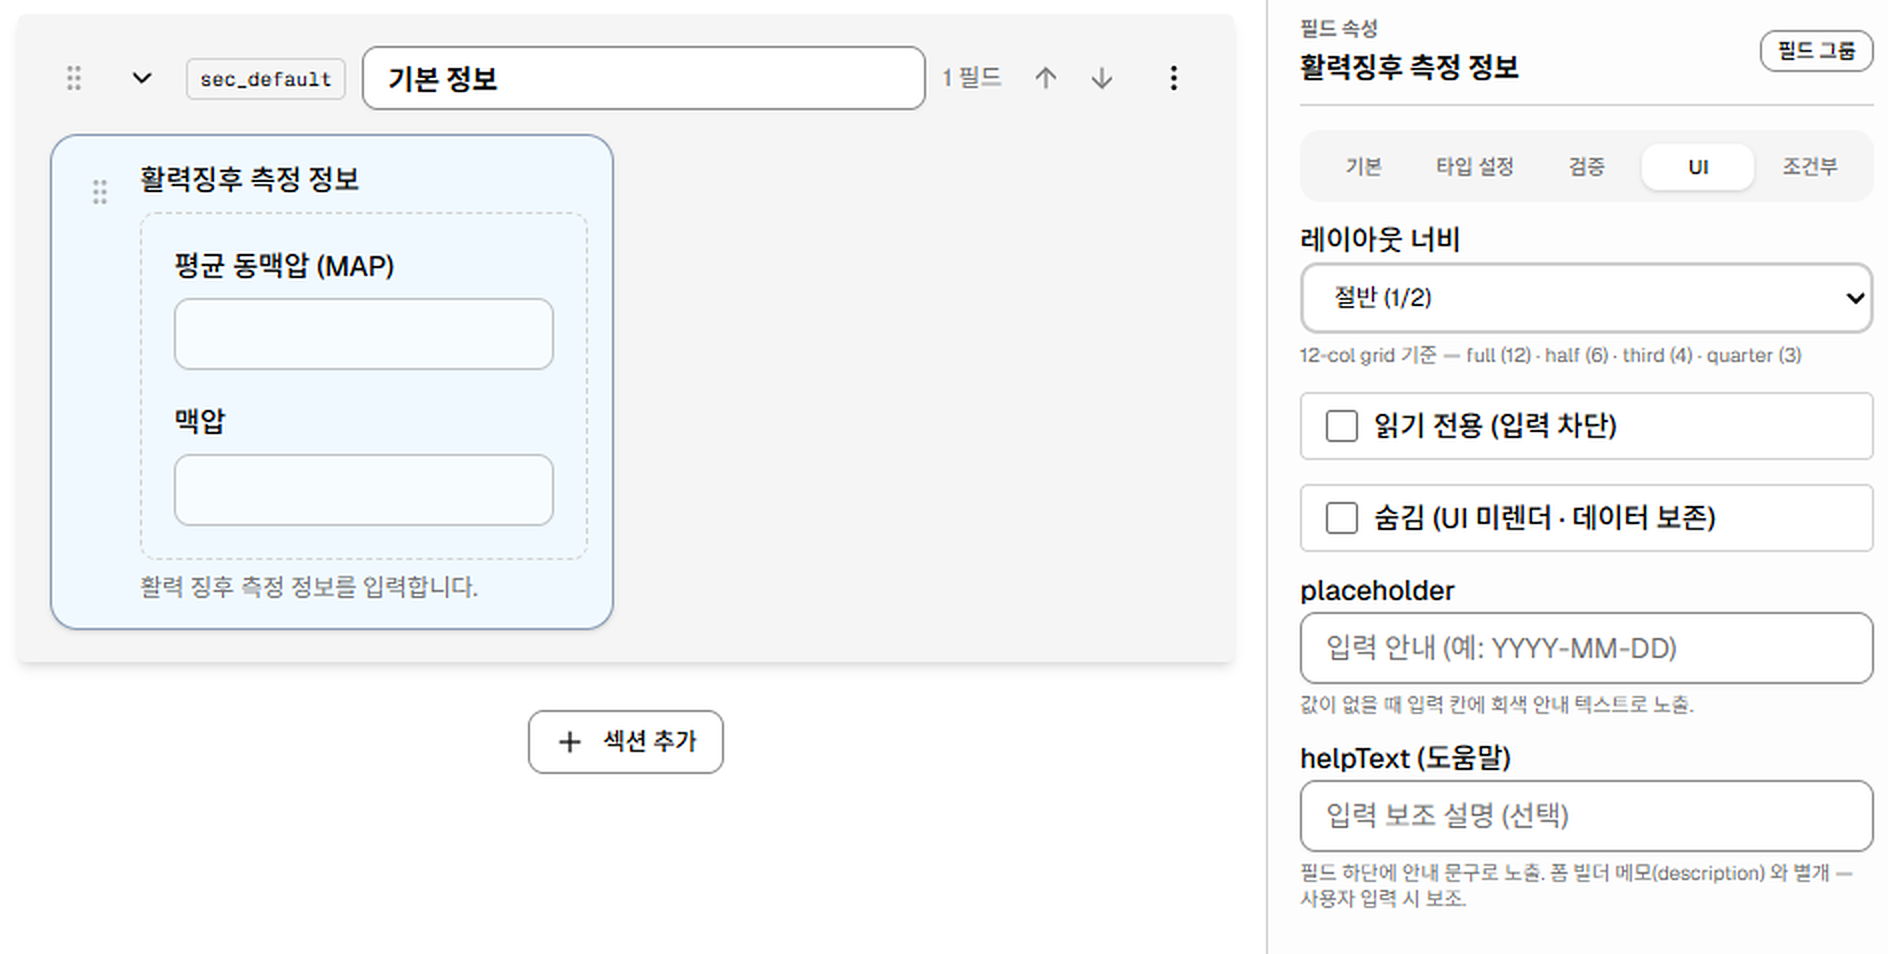 sec_default
기본 정보
1 필드
활력징후 측정 정보
평균 동맥압 (MAP)
맥압
활력 징후 측정 정보를 입력합니다.
섹션 추가
필드 속성
활력징후 측정 정보
필드 그룹
기본 타입 설정 검증 UI 조건부
레이아웃 너비
절반 (1/2)
12-col grid 기준 — full (12) · half (6) · third (4) · quarter (3)
읽기 전용 (입력 차단)
숨김 (UI 미렌더 · 데이터 보존)
placeholder
입력 안내 (예: YYYY-MM-DD)
값이 없을 때 입력 칸에 회색 안내 텍스트로 노출.
helpText (도움말)
입력 보조 설명 (선택)
필드 하단에 안내 문구로 노출. 폼 빌더 메모(description) 와 별개 —
사용자 입력 시 보조.